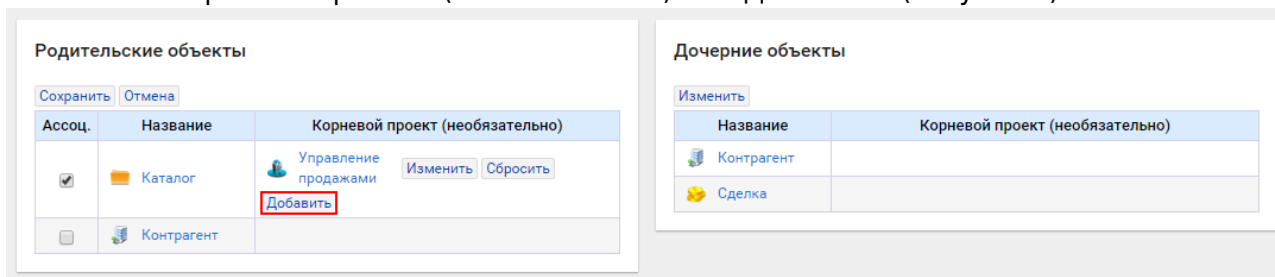 Родительские объекты
Сохранить Отмена
Ассоц. Название Корневой проект (необязательно)
Каталог Управление продажами Изменить Сбросить
Добавить
Контрагент
Дочерние объекты
Изменить
Название Корневой проект (необязательно)
Контрагент
Сделка